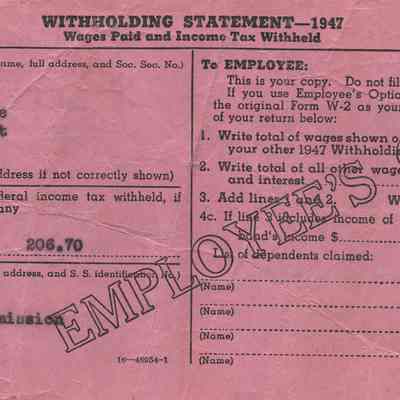 WITHHOLDING STATEMENT—1947
Wages Paid and Income Tax Withheld
name, full address, and Soc. Sec. No.)
ddress if not correctly shown)
deral income tax withheld, if
any
206.70
address, and S. S. identification No.)
mission
16—46954-1
To EMPLOYEE:
This is your copy. Do not fil
If you use Employee's Optio
the original Form W-2 as your
of your return below:
1. Write total of wages shown o
your other 1947 Withholdi
2. Write total of all other wag
and interest
3. Add lines 1 and 2. W
4c. If line 3 includes income of
band's income $
List of dependents claimed:
(Name)
(Name)
(Name)
(Name)
EMPLOYEE'S